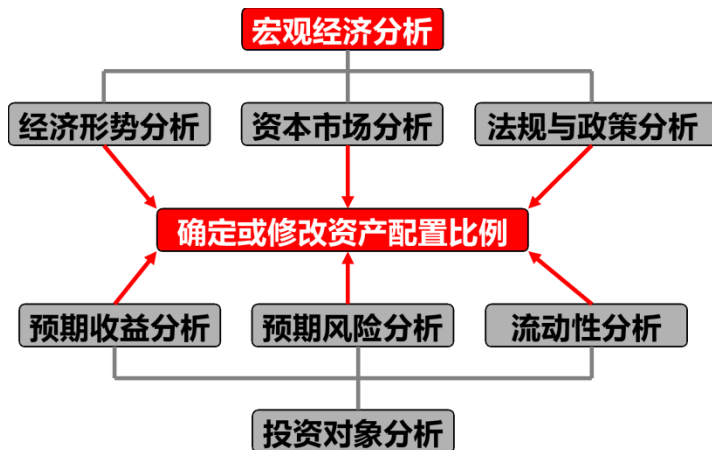 宏观经济分析
经济形势分析
资本市场分析
法规与政策分析
确定或修改资产配置比例
预期收益分析
预期风险分析
流动性分析
投资对象分析